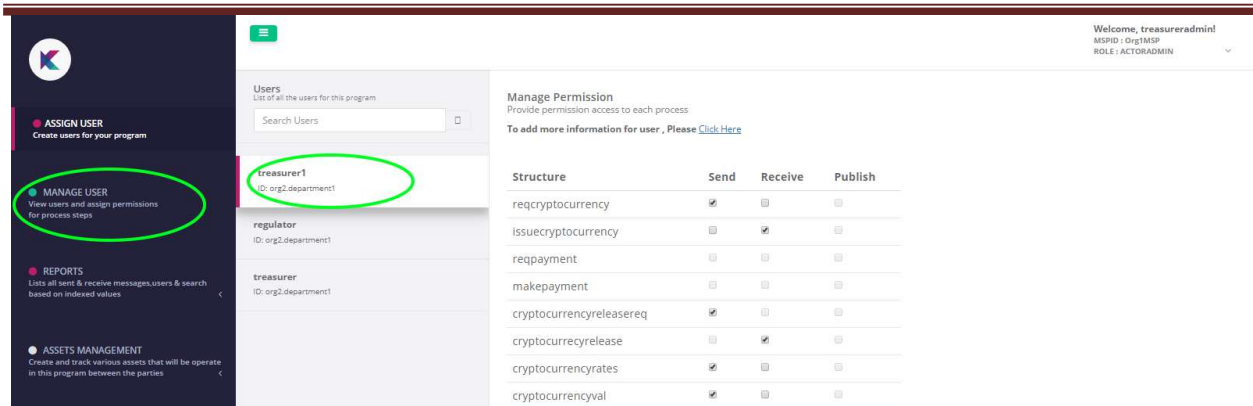 Welcome, treasureradmin!
MSPID : Org1MSP
ROLE : ACTORADMIN
K
ASSIGN USER
Create users for your program
MANAGE USER
View users and assign permissions
for process steps
REPORTS
Lists all sent & receive messages,users & search
based on indexed values
ASSETS MANAGEMENT
Create and track various assets that will be operate
in this program between the parties
Users
List of all the users for this program
Search Users
treasurer1
ID: org2.department1
regulator
ID: org2.department1
treasurer
ID: org2.department1
Manage Permission
Provide permission access to each process
To add more information for user , Please Click Here
Structure Send Receive Publish
reqcryptocurrency
issuecryptocurrency
reqpayment
makepayment
cryptocurrencyreleasereq
cryptocurrecyrelease
cryptocurrencyrates
cryptocurrencyval